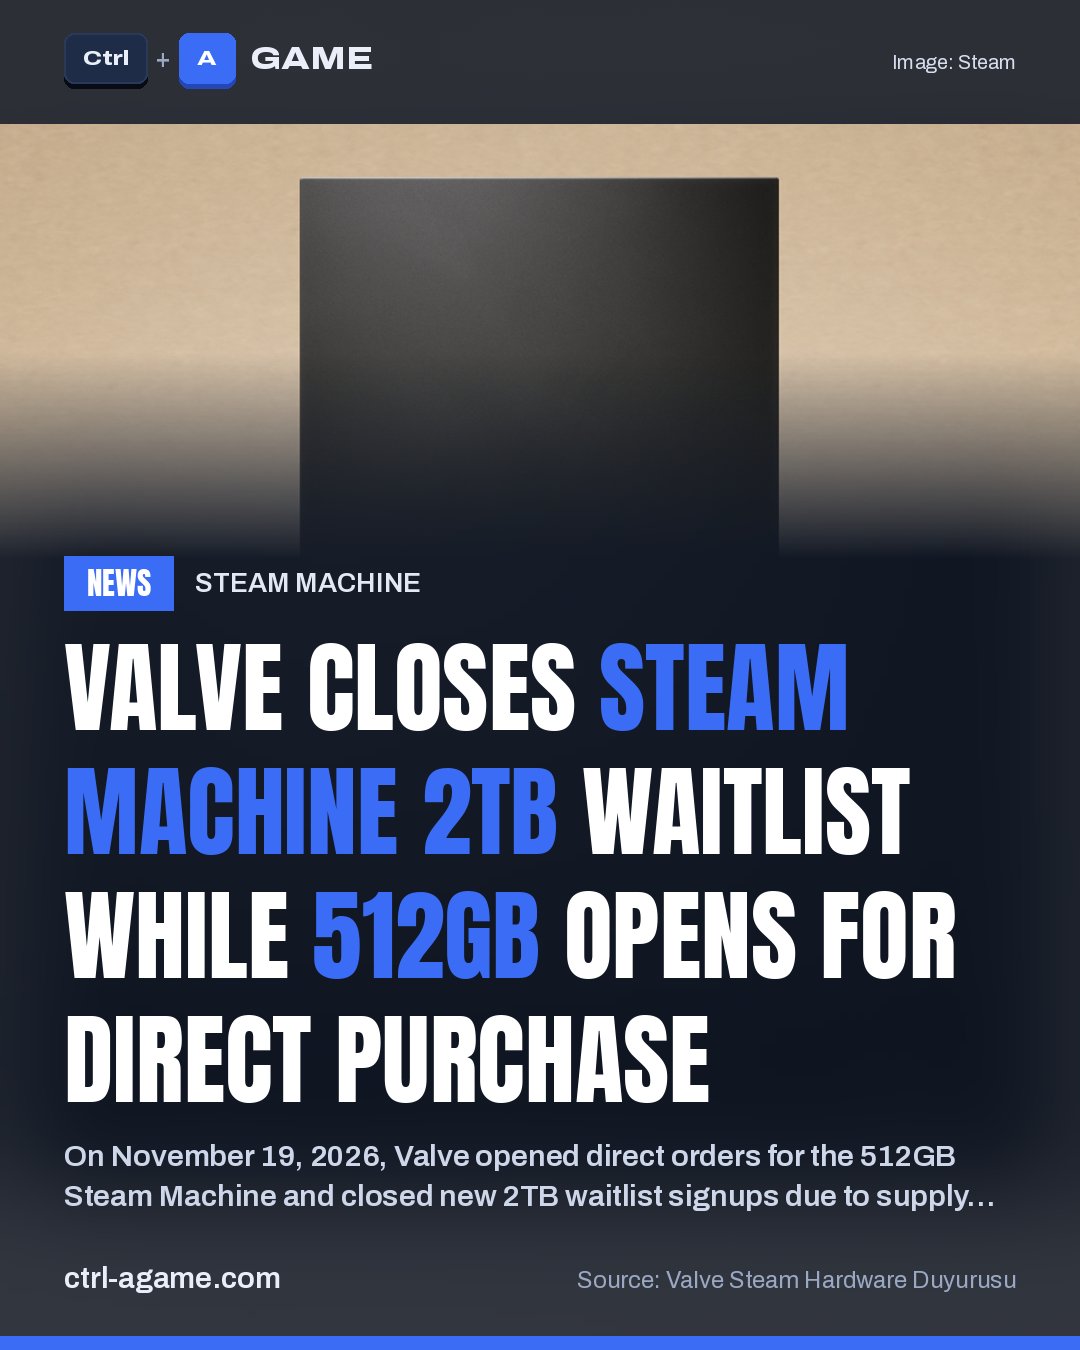 Ctrl + A GAME
Image: Steam
NEWS STEAM MACHINE
VALVE CLOSES STEAM
MACHINE 2TB WAITLIST
WHILE 512GB OPENS FOR
DIRECT PURCHASE
On November 19, 2026, Valve opened direct orders for the 512GB
Steam Machine and closed new 2TB waitlist signups due to supply...
ctrl-agame.com
Source: Valve Steam Hardware Duyurusu